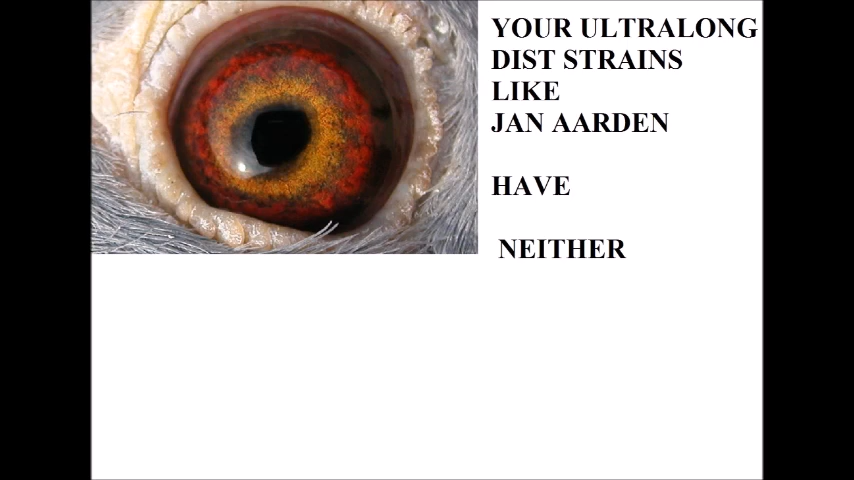 YOUR ULTRALONG
DIST STRAINS
LIKE
JAN AARDEN
HAVE
NEITHER